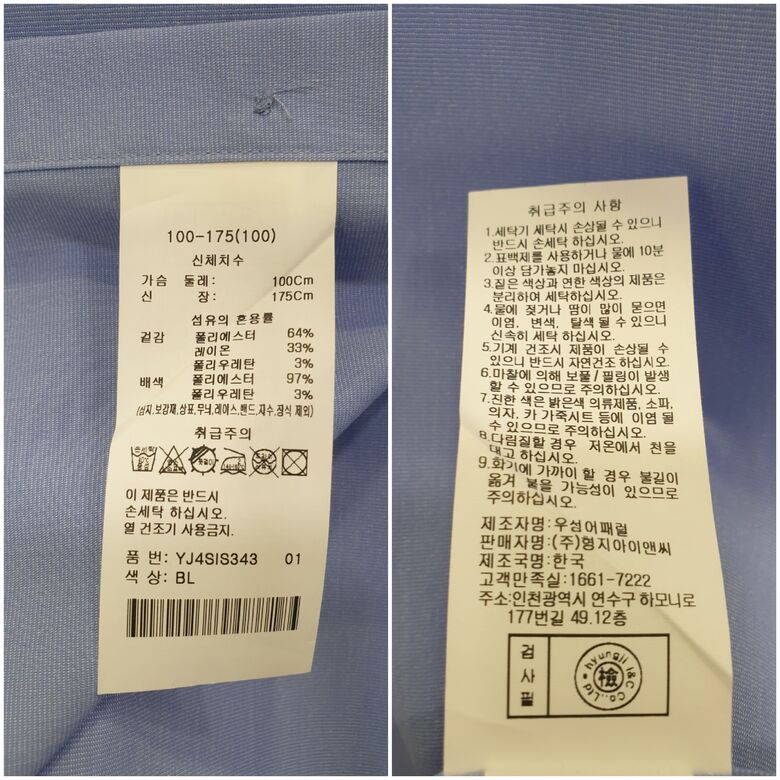 100-175(100)
신체치수
가슴 둘레: 100Cm
신 장: 175Cm
섬유의 혼용률
겉감 폴리에스터 64%
레이온 33%
폴리우레탄 3%
배색 폴리에스터 97%
폴리우레탄 3%
(심지,보강재,상표,무늬,레이스,밴드,자수,장식 제외)
취급주의
이 제품은 반드시
손세탁 하십시오.
열 건조기 사용금지.
품 번: YJ4SIS343 01
색 상: BL
취급주의 사항
1.세탁기 세탁시 손상될 수 있으니
반드시 손세탁 하십시오.
2.표백제를 사용하거나 물에 10분
이상 담가놓지 마십시오.
3.짙은 색상과 연한 색상의 제품은
분리하여 세탁하십시오.
4.물에 젖거나 땀이 많이 묻으면
이염, 변색, 탈색 될 수 있으니
신속히 세탁 하십시오.
5.기계 건조시 제품이 손상될 수
있으니 반드시 자연건조 하십시오.
6.마찰에 의해 보풀/필링이 발생
할 수 있으므로 주의하십시오.
7.진한 색은 밝은색 의류제품, 소파,
의자, 카 가죽시트 등에 이염 될
수 있으므로 주의하십시오.
8.다림질할 경우 저온에서 천을
대고 하십시오.
9.화기에 가까이 할 경우 불길이
옮겨 붙을 가능성이 있으므로
주의하십시오.
제조자명:우성어패럴
판매자명:(주)형지아이앤씨
제조국명:한국
고객만족실:1661-7222
주소:인천광역시 연수구 하모니로
177번길 49.12층
검사필
hyungji I&C Co.,Ltd
檢